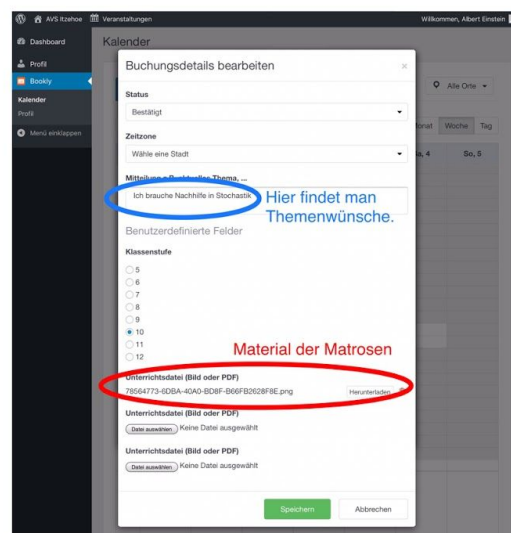 AVS Itzehoe Veranstaltungen Willkommen, Albert Einstein
Dashboard
Profil
Bookly
Kalender
Profil
Menü einklappen
Kalender
Alle Orte
Woche Tag
So, 5
Buchungsdetails bearbeiten ×
Status
Bestätigt
Zeitzone
Wähle eine Stadt
Thema, ...
Ich brauche Nachhilfe in Stochastik
Hier findet man
Themenwünsche.
Benutzerdefinierte Felder
Klassenstufe
5
6
7
8
9
10
11
12
Material der Matrosen
Unterrichtsdatei (Bild oder PDF)
78564773-6DBA-40A0-BD8F-B66FB2628F8E.png Herunterladen
Unterrichtsdatei (Bild oder PDF)
Datei auswählen Keine Datei ausgewählt
Unterrichtsdatei (Bild oder PDF)
Datei auswählen Keine Datei ausgewählt
Speichern Abbrechen